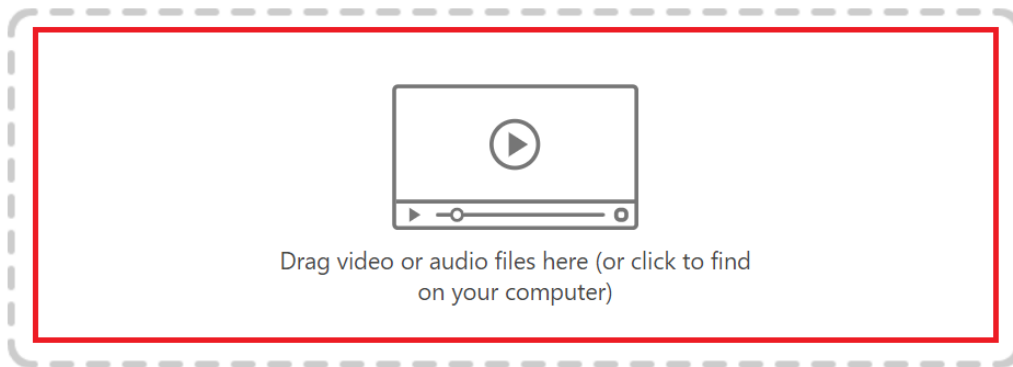 Drag video or audio files here (or click to find
on your computer)